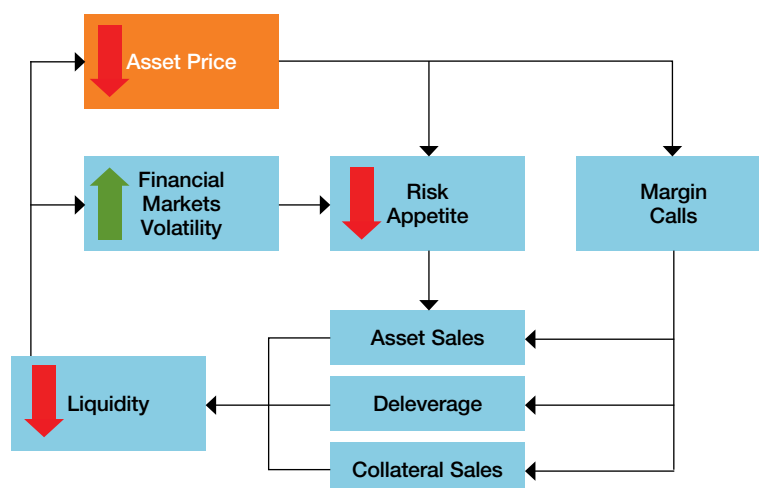 Asset Price
Financial
Markets
Volatility
Risk
Appetite
Margin
Calls
Asset Sales
Liquidity
Deleverage
Collateral Sales